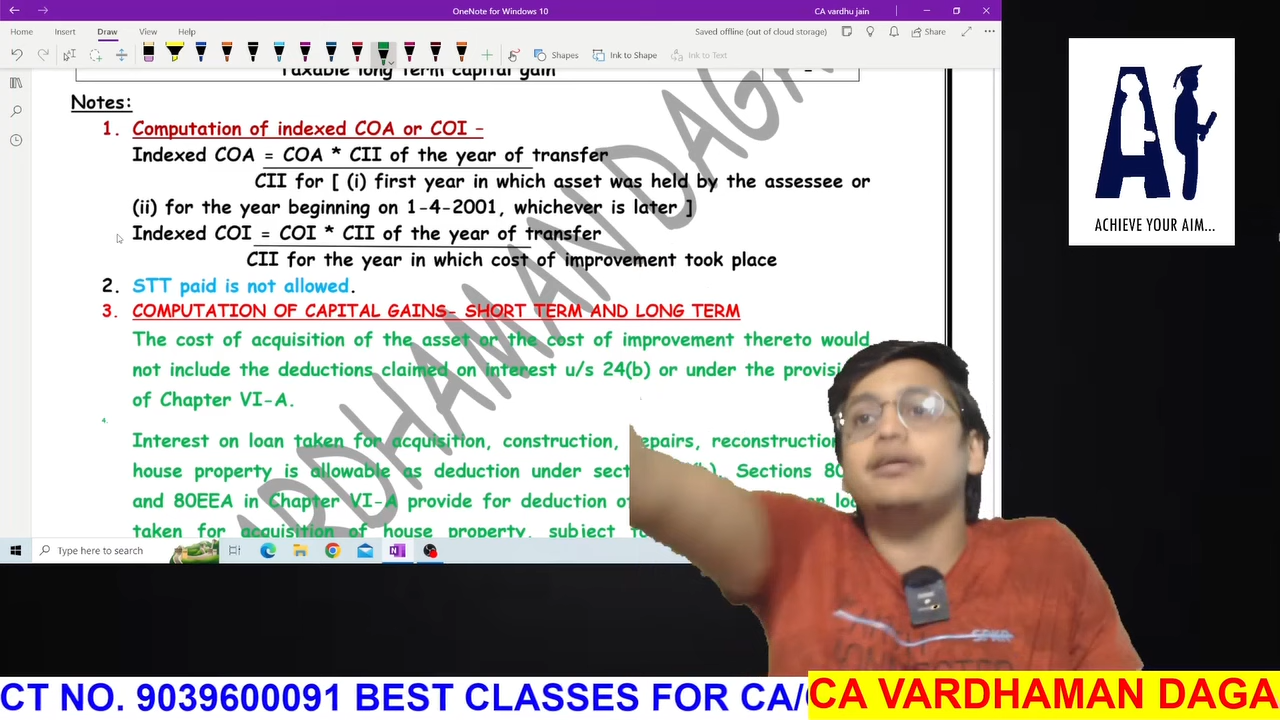 OneNote for Windows 10
CA vardhu jain
Home Insert Draw View Help
Saved offline (out of cloud storage)
Share
Shapes
Ink to Shape
Ink to Text
Taxable long term capital gain
=
Notes:
1. Computation of indexed COA or COI –
Indexed COA = COA * CII of the year of transfer
CII for [ (i) first year in which asset was held by the assessee or
(ii) for the year beginning on 1-4-2001, whichever is later ]
Indexed COI = COI * CII of the year of transfer
CII for the year in which cost of improvement took place
2. STT paid is not allowed.
3. COMPUTATION OF CAPITAL GAINS- SHORT TERM AND LONG TERM
The cost of acquisition of the asset or the cost of improvement thereto would
not include the deductions claimed on interest u/s 24(b) or under the
of Chapter VI-A.
4.
Interest on loan taken for acquisition, construction, repairs,
house property is allowable as deduction under Sections
and 80EEA in Chapter VI-A provide for deduction
taken for acquisition of house property, subject
Type here to search
AI
ACHIEVE YOUR AIM...
CT NO. 9039600091 BEST CLASSES FOR CA/
CA VARDHAMAN DAGA